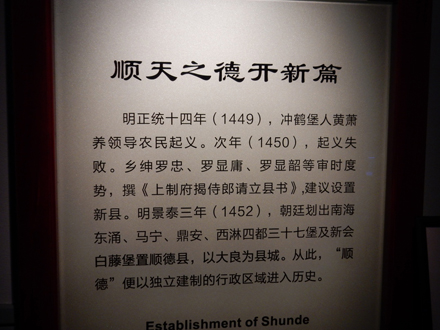 顺天之德开新篇
明正统十四年（1449），冲鹤堡人黄萧
养领导农民起义。次年（1450），起义失
败。乡绅罗忠、罗显庸、罗显韶等审时度
势，撰《上制府揭侍郎请立县书》,建议设置
新县。明景泰三年（1452），朝廷划出南海
东涌、马宁、鼎安、西淋四都三十七堡及新会
白藤堡置顺德县，以大良为县城。从此，“顺
德”便以独立建制的行政区域进入历史。
Establishment of Shunde